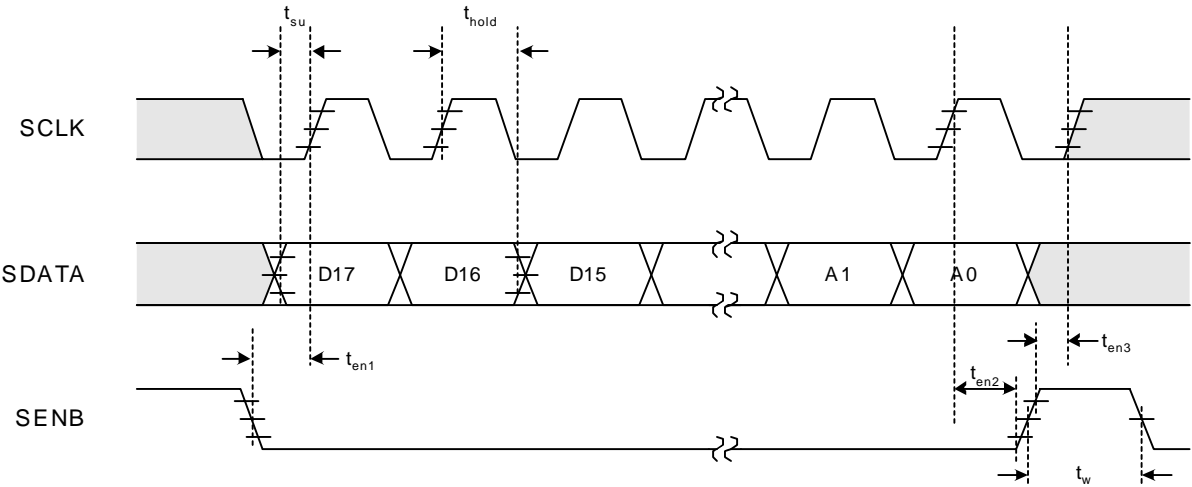 t_su
t_hold
SCLK
SDATA
D17
D16
D15
A1
A0
t_en1
t_en3
t_en2
SENB
t_w